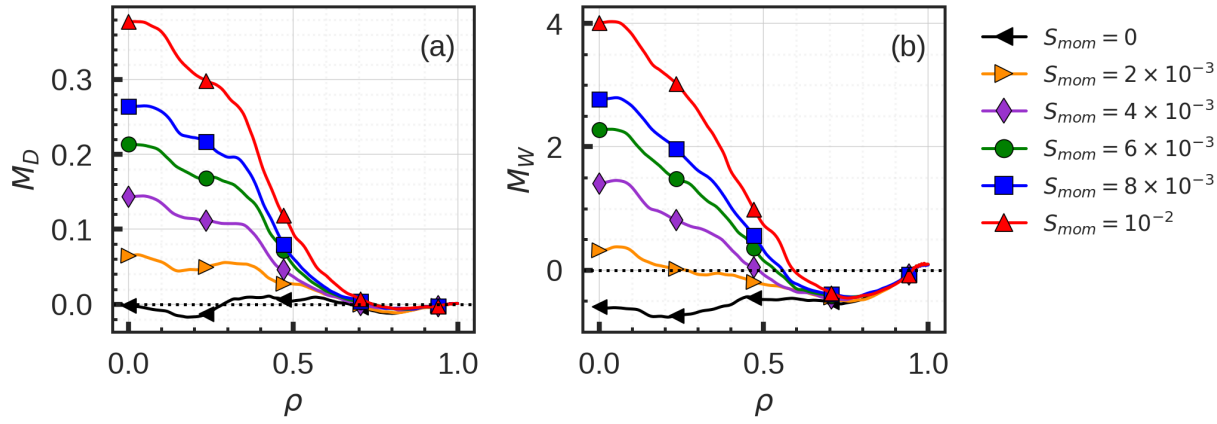 (a)
M_D
0.3
0.2
0.1
0.0
0.0 0.5 1.0
ρ
(b)
M_W
4
2
0
0.0 0.5 1.0
ρ
S_mom = 0
S_mom = 2 × 10⁻³
S_mom = 4 × 10⁻³
S_mom = 6 × 10⁻³
S_mom = 8 × 10⁻³
S_mom = 10⁻²